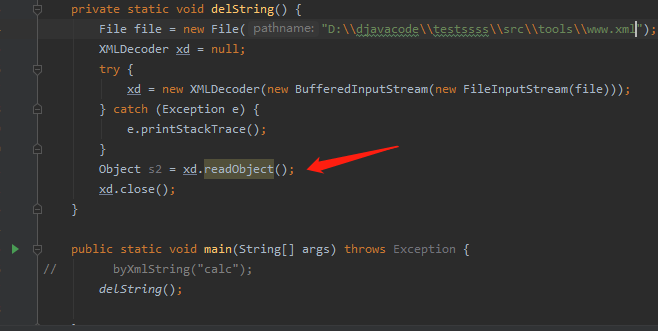 private static void delString() {
File file = new File( pathname: "D:\\djavacode\\testssss\\src\\tools\\www.xml");
XMLDecoder xd = null;
try {
xd = new XMLDecoder(new BufferedInputStream(new FileInputStream(file)));
} catch (Exception e) {
e.printStackTrace();
}
Object s2 = xd.readObject();
xd.close();
}
public static void main(String[] args) throws Exception {
// byXmlString("calc");
delString();